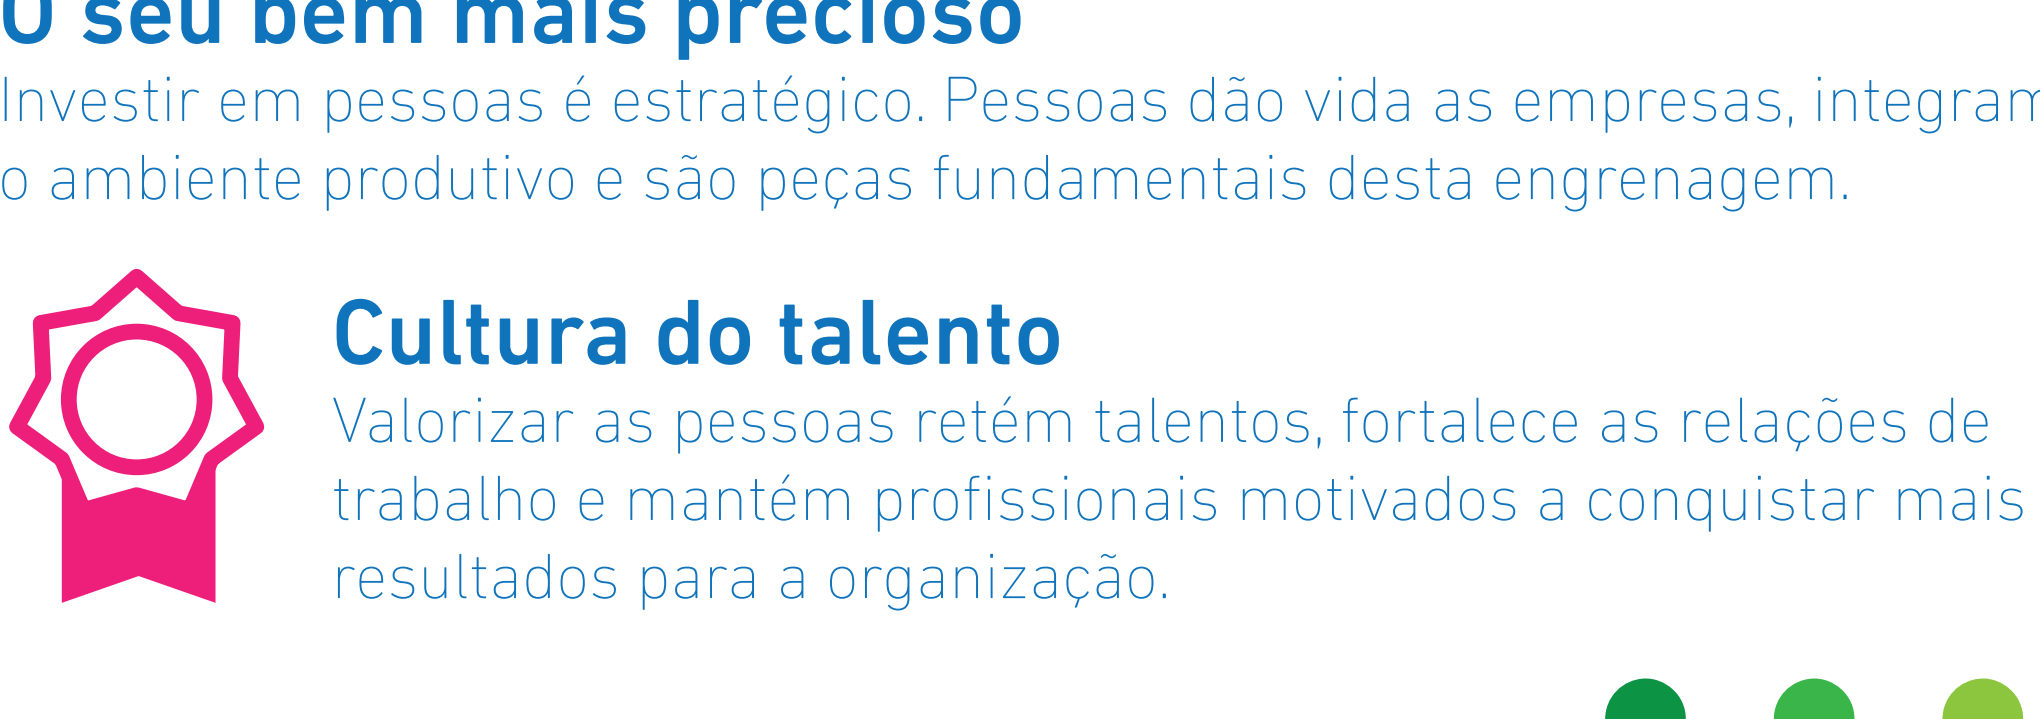 O seu bem mais precioso
Investir em pessoas é estratégico. Pessoas dão vida as empresas, integram
o ambiente produtivo e são peças fundamentais desta engrenagem.
Cultura do talento
Valorizar as pessoas retém talentos, fortalece as relações de
trabalho e mantém profissionais motivados a conquistar mais
resultados para a organização.